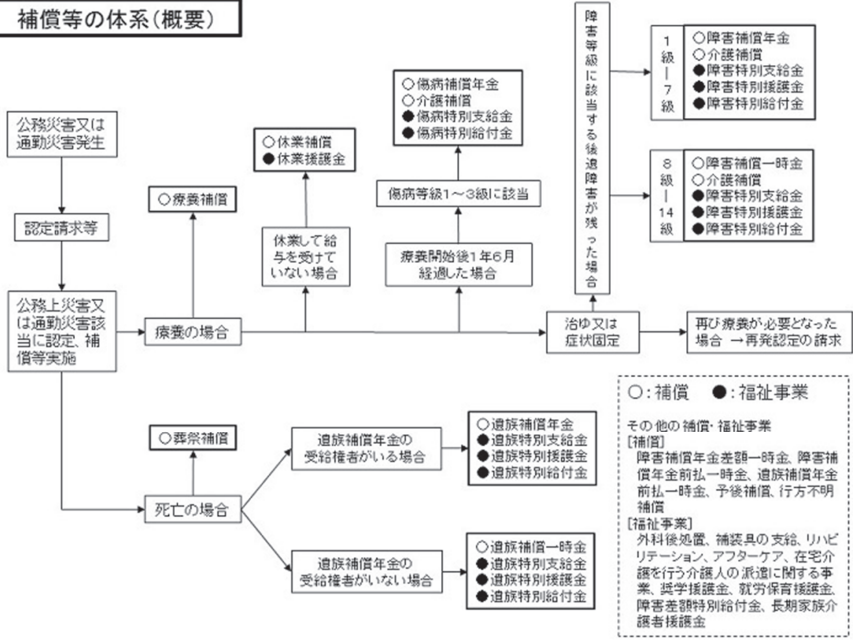 補償等の体系(概要)
公務災害又は
通勤災害発生
認定請求等
公務上災害又
は通勤災害該
当に認定、補
償等実施
○療養補償
療養の場合
○休業補償
●休業援護金
休業して給
与を受けて
いない場合
○傷病補償年金
○介護補償
●傷病特別支給金
●傷病特別給付金
傷病等級1～3級に該当
療養開始後1年6月
経過した場合
障害等級に該当する後遺障害が残った場合
1級|7級
○障害補償年金
○介護補償
●障害特別支給金
●障害特別援護金
●障害特別給付金
8級|14級
○障害補償一時金
○介護補償
●障害特別支給金
●障害特別援護金
●障害特別給付金
治ゆ又は
症状固定
再び療養が必要となった
場合 →再発認定の請求
○葬祭補償
死亡の場合
遺族補償年金の
受給権者がいる場合
○遺族補償年金
●遺族特別支給金
●遺族特別援護金
●遺族特別給付金
遺族補償年金の
受給権者がいない場合
○遺族補償一時金
●遺族特別支給金
●遺族特別援護金
●遺族特別給付金
○:補償 ●:福祉事業
その他の補償・福祉事業
[補償]
障害補償年金差額一時金、障害補
償年金前払一時金、遺族補償年金
前払一時金、予後補償、行方不明
補償
[福祉事業]
外科後処置、補装具の支給、リハビ
リテーション、アフターケア、在宅介
護を行う介護人の派遣に関する事
業、奨学援護金、就労保育援護金、
障害差額特別給付金、長期家族介
護者援護金